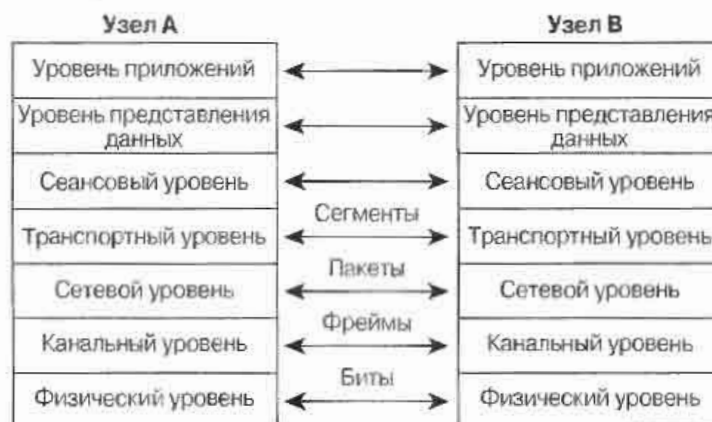 Узел А Узел В
Уровень приложений Уровень приложений
Уровень представления Уровень представления
данных данных
Сеансовый уровень Сеансовый уровень
Сегменты
Транспортный уровень Транспортный уровень
Пакеты
Сетевой уровень Сетевой уровень
Фреймы
Канальный уровень Канальный уровень
Биты
Физический уровень Физический уровень